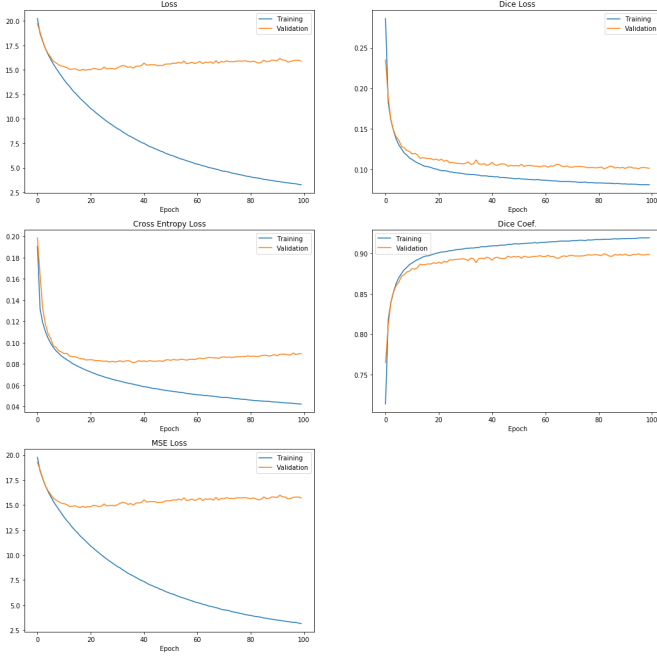 Loss
20.0
17.5
15.0
12.5
10.0
7.5
5.0
2.5
0 20 40 60 80 100
Epoch
Training
Validation
Dice Loss
0.25
0.20
0.15
0.10
0 20 40 60 80 100
Epoch
Training
Validation
Cross Entropy Loss
0.20
0.18
0.16
0.14
0.12
0.10
0.08
0.06
0.04
0 20 40 60 80 100
Epoch
Training
Validation
Dice Coef.
0.90
0.85
0.80
0.75
0 20 40 60 80 100
Epoch
Training
Validation
MSE Loss
20.0
17.5
15.0
12.5
10.0
7.5
5.0
2.5
0 20 40 60 80 100
Epoch
Training
Validation